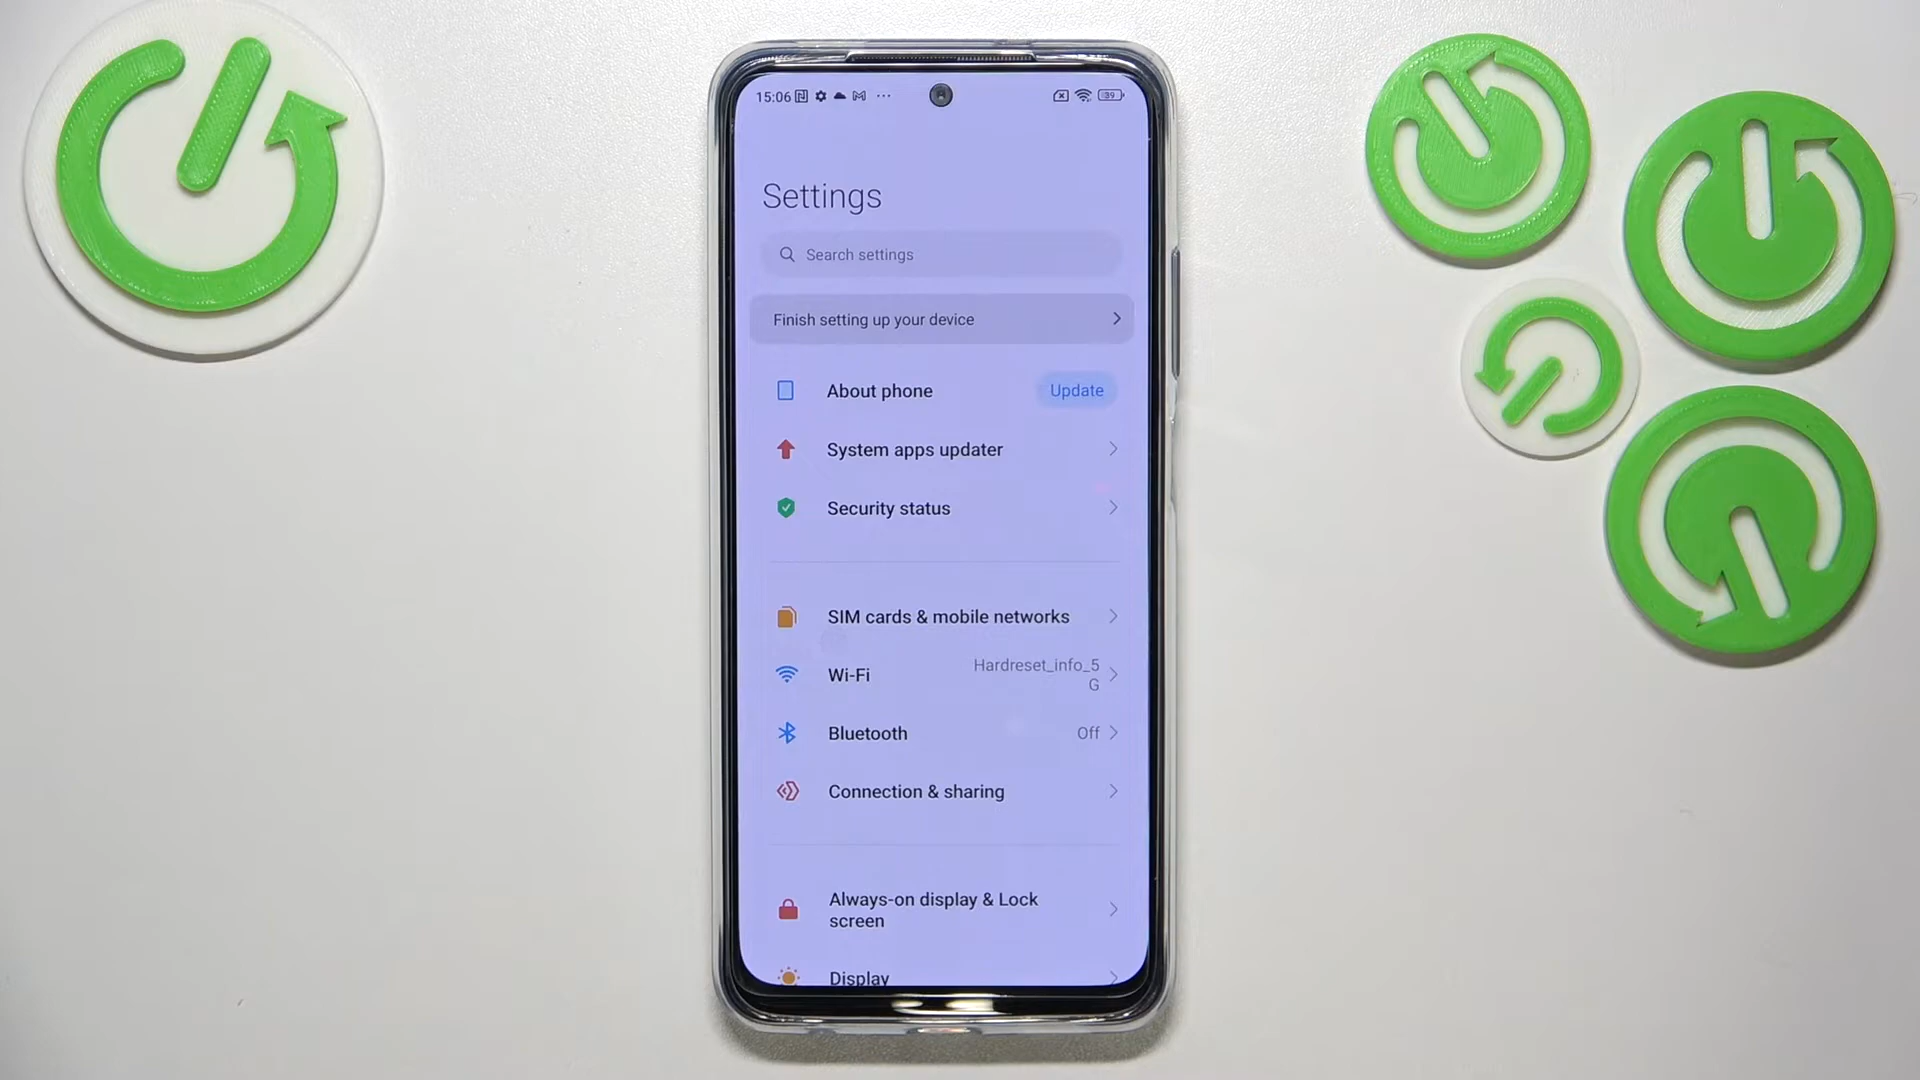 15:06
39
Settings
Search settings
Finish setting up your device
About phone
Update
System apps updater
Security status
SIM cards & mobile networks
Wi-Fi
Hardreset_info_5
G
Bluetooth
Off
Connection & sharing
Always-on display & Lock
screen
Display